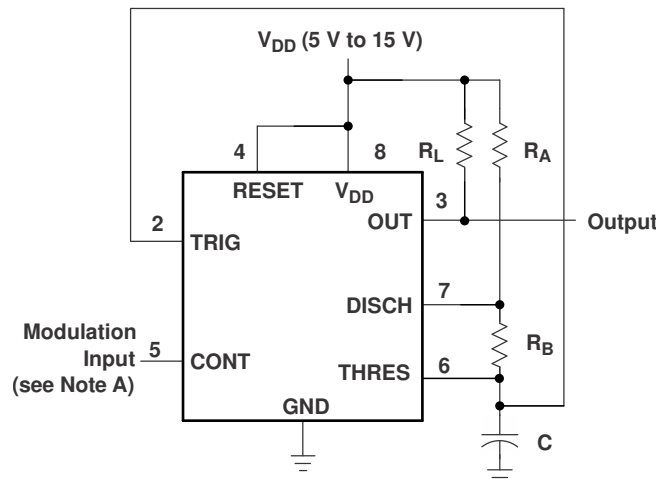 V_DD (5 V to 15 V)
4
8
R_L
R_A
RESET
V_DD
3
2
OUT
Output
TRIG
7
DISCH
Modulation
Input
(see Note A)
5
CONT
R_B
6
THRES
GND
C